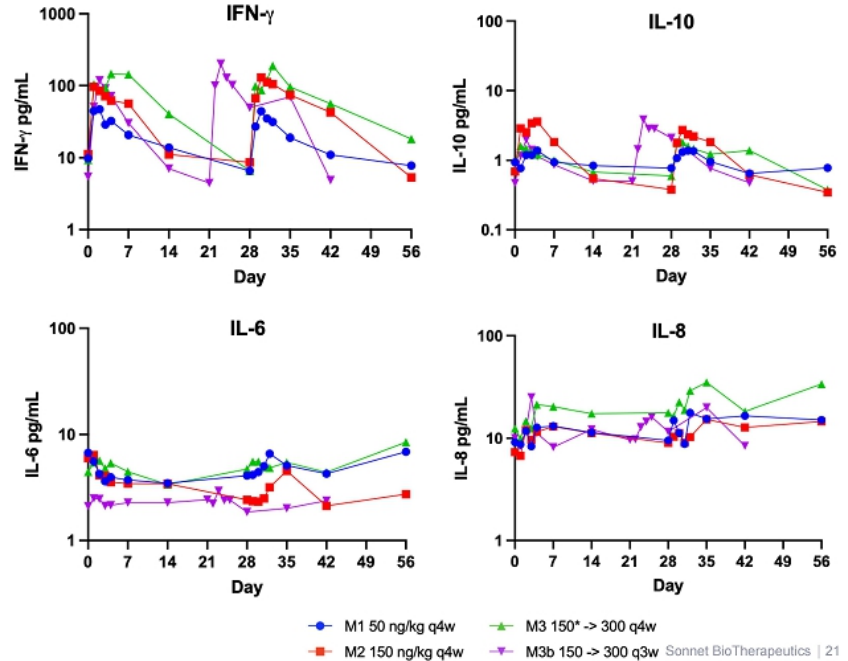 IFN-γ
1000
100
10
1
IFN-γ pg/mL
0 7 14 21 28 35 42 49 56
Day
IL-10
100
10
1
0.1
IL-10 pg/mL
0 7 14 21 28 35 42 49 56
Day
IL-6
100
10
1
IL-6 pg/mL
0 7 14 21 28 35 42 49 56
Day
IL-8
100
10
1
IL-8 pg/mL
0 7 14 21 28 35 42 49 56
Day
M1 50 ng/kg q4w
M2 150 ng/kg q4w
M3 150* -> 300 q4w
M3b 150 -> 300 q3w
Sonnet BioTherapeutics | 21